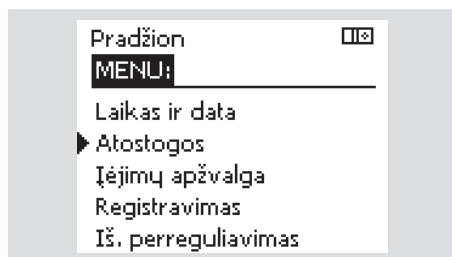 Pradžion
MENU:
Laikas ir data
Atostogos
Įėjimų apžvalga
Registravimas
Iš. perreguliavimas